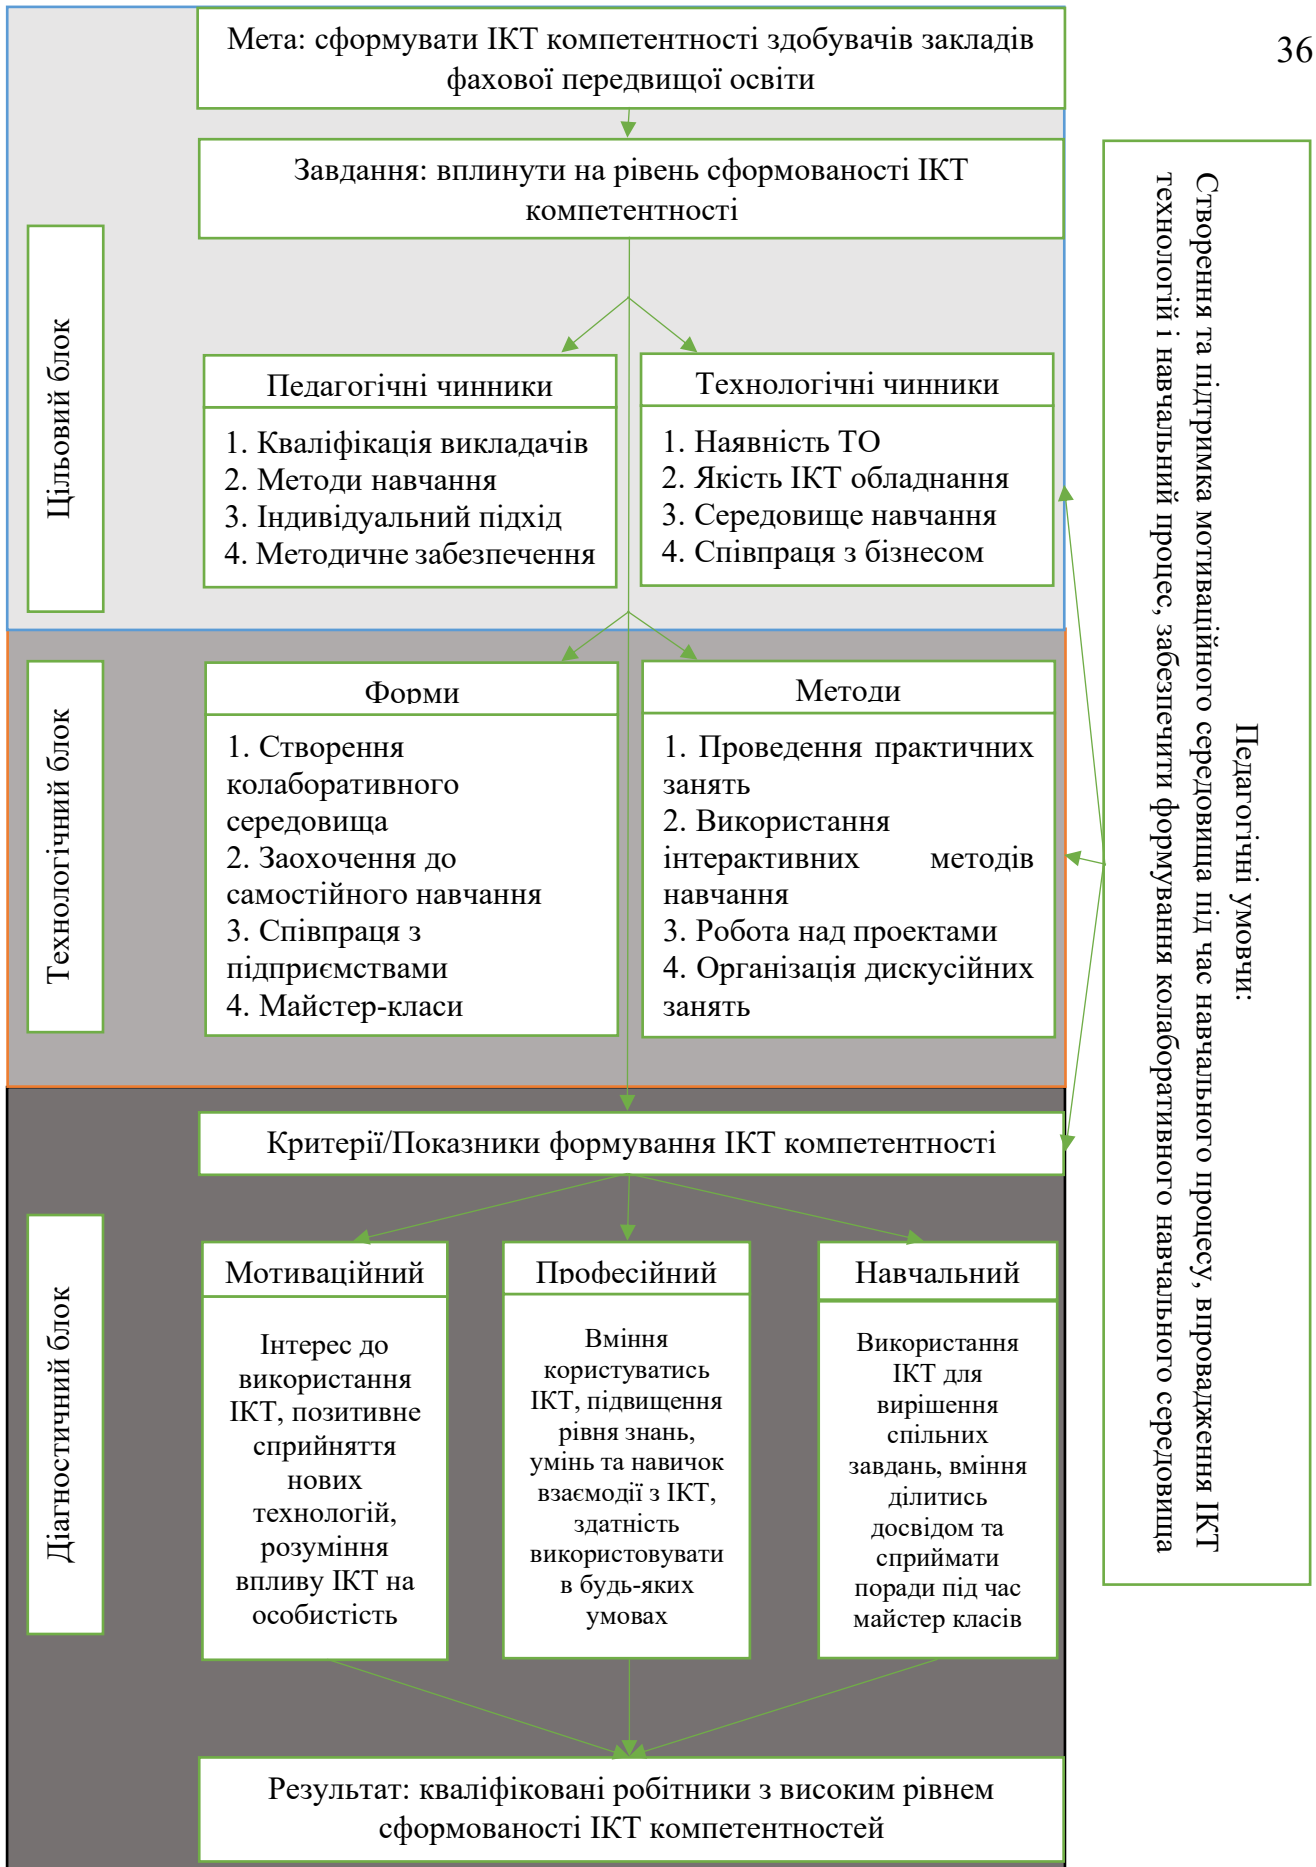 36
Мета: сформувати ІКТ компетентності здобувачів закладів
фахової передвищої освіти
Завдання: вплинути на рівень сформованості ІКТ
компетентності
Цільовий блок
Педагогічні чинники
1. Кваліфікація викладачів
2. Методи навчання
3. Індивідуальний підхід
4. Методичне забезпечення
Технологічні чинники
1. Наявність ТО
2. Якість ІКТ обладнання
3. Середовище навчання
4. Співпраця з бізнесом
Технологічний блок
Форми
1. Створення
колаборативного
середовища
2. Заохочення до
самостійного навчання
3. Співпраця з
підприємствами
4. Майстер-класи
Методи
1. Проведення практичних
занять
2. Використання
інтерактивних методів
навчання
3. Робота над проектами
4. Організація дискусійних
занять
Діагностичний блок
Критерії/Показники формування ІКТ компетентності
Мотиваційний
Інтерес до
використання
ІКТ, позитивне
сприйняття
нових
технологій,
розуміння
впливу ІКТ на
особистість
Професійний
Вміння
користуватись
ІКТ, підвищення
рівня знань,
умінь та навичок
взаємодії з ІКТ,
здатність
використовувати
в будь-яких
умовах
Навчальний
Використання
ІКТ для
вирішення
спільних
завдань, вміння
ділитись
досвідом та
сприймати
поради під час
майстер класів
Результат: кваліфіковані робітники з високим рівнем
сформованості ІКТ компетентностей
Педагогічні умовчи:
Створення та підтримка мотиваційного середовища під час навчального процесу, впровадження ІКТ
технологій і навчальний процес, забезпечити формування колаборативного навчального середовища